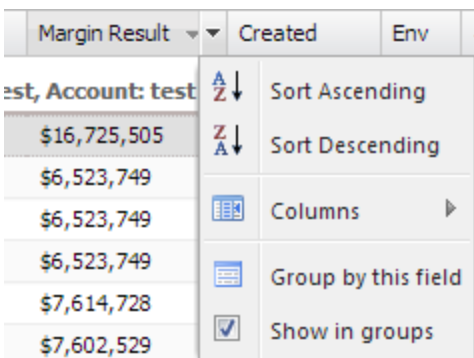 Margin Result Created Env
est, Account: test
$16,725,505
$6,523,749
$6,523,749
$6,523,749
$7,614,728
$7,602,529
A Z Sort Ascending
Z A Sort Descending
Columns
Group by this field
Show in groups